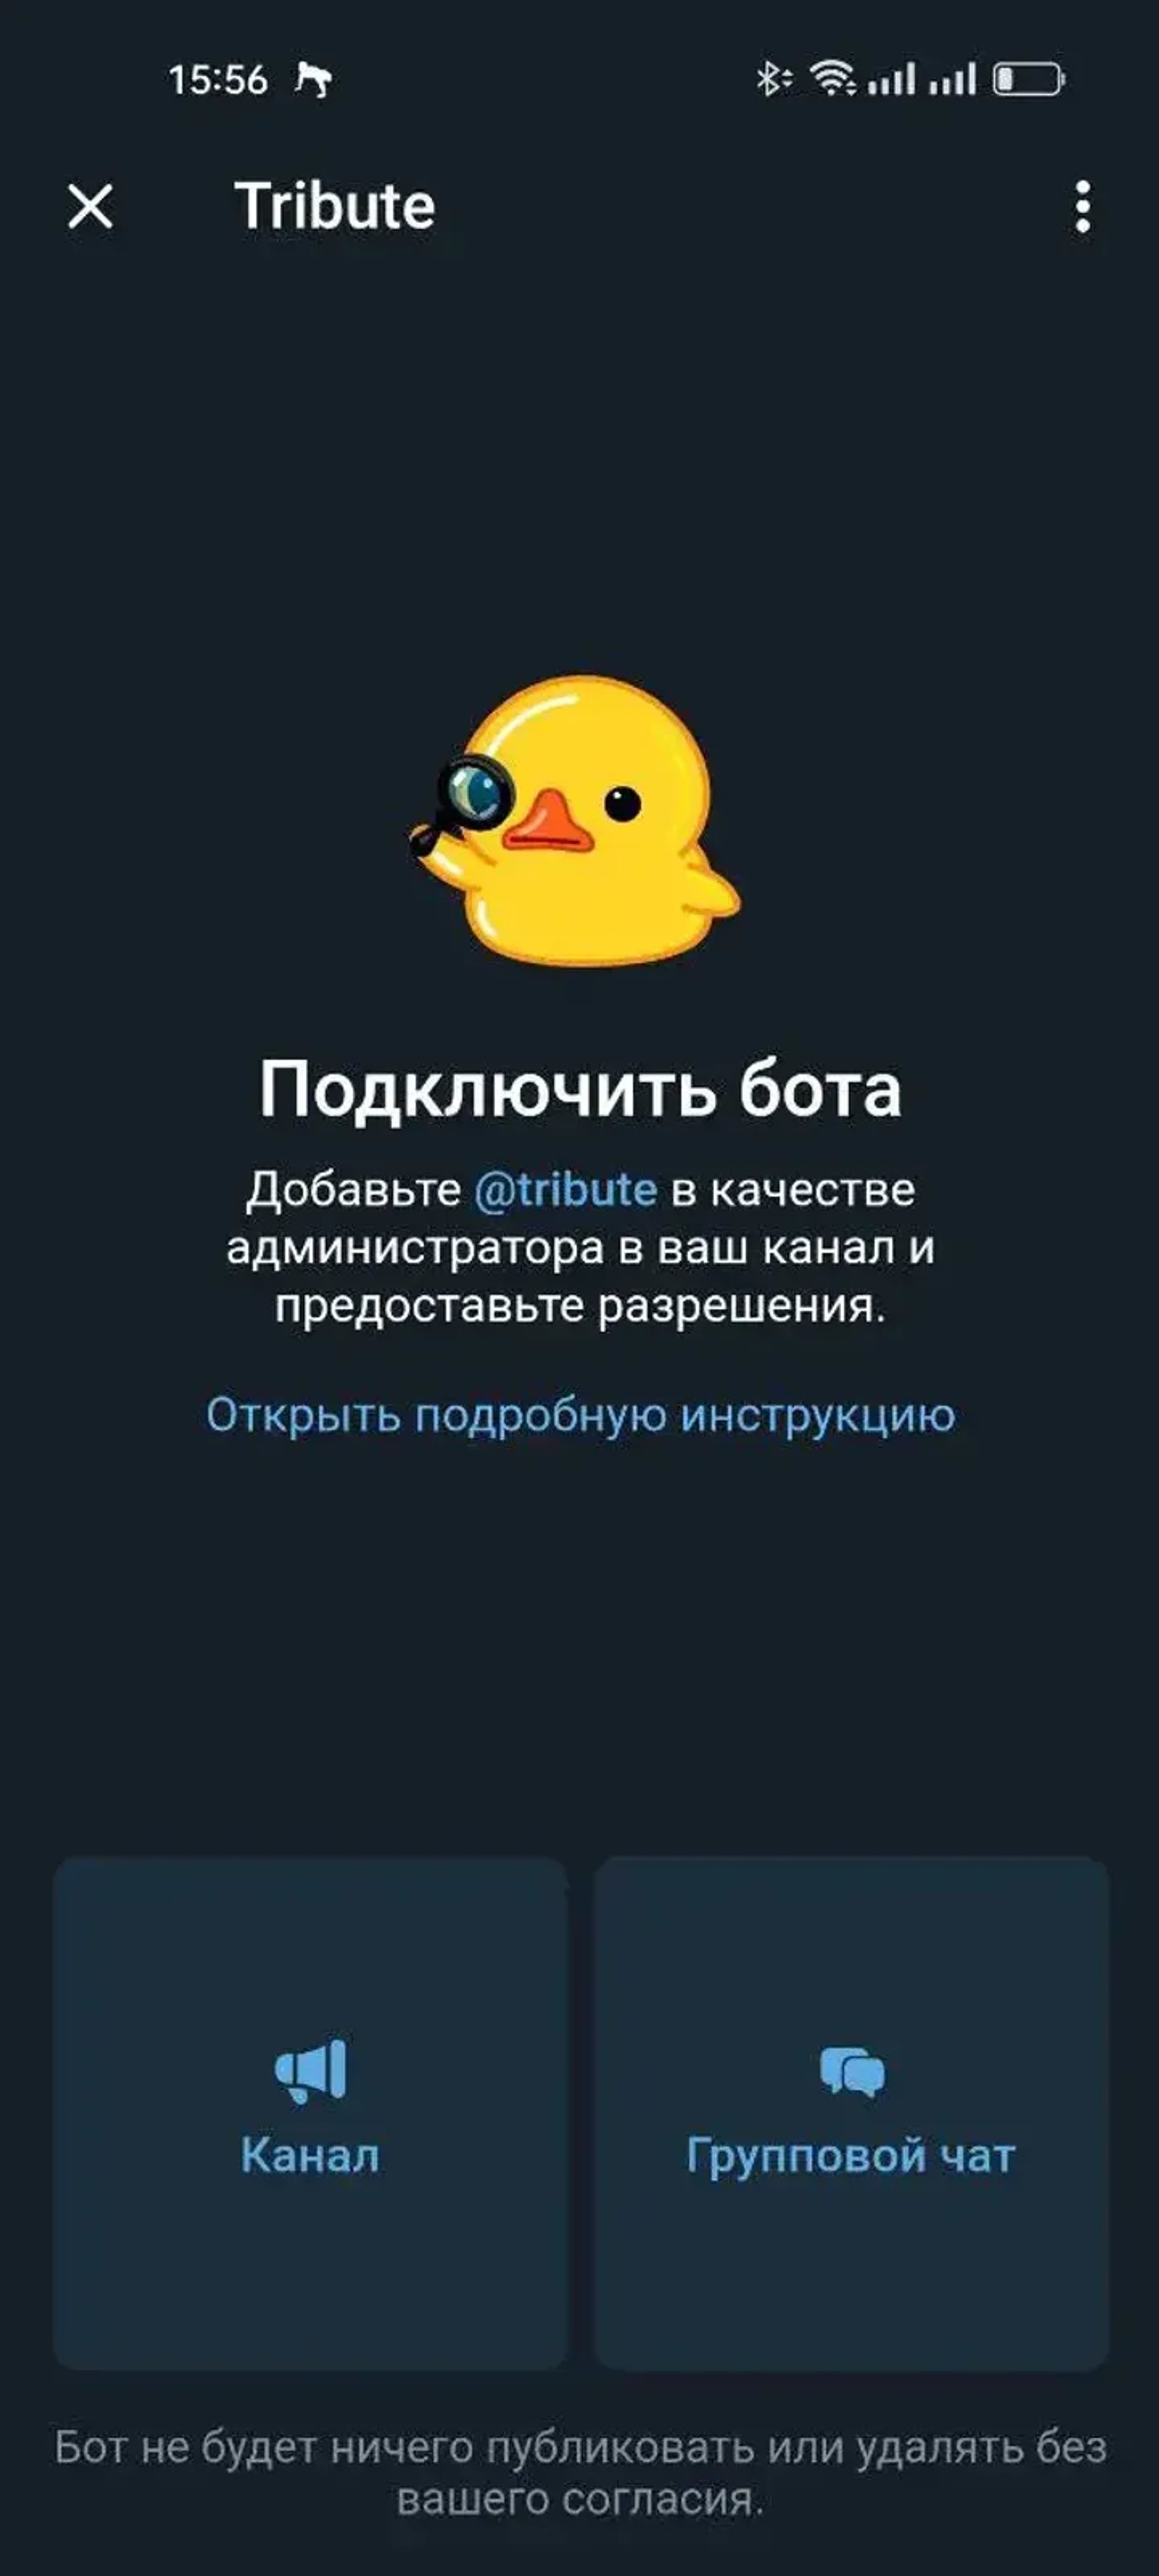 15:56
Tribute
Подключить бота
Добавьте @tribute в качестве
администратора в ваш канал и
предоставьте разрешения.
Открыть подробную инструкцию
Канал
Групповой чат
Бот не будет ничего публиковать или удалять без
вашего согласия.